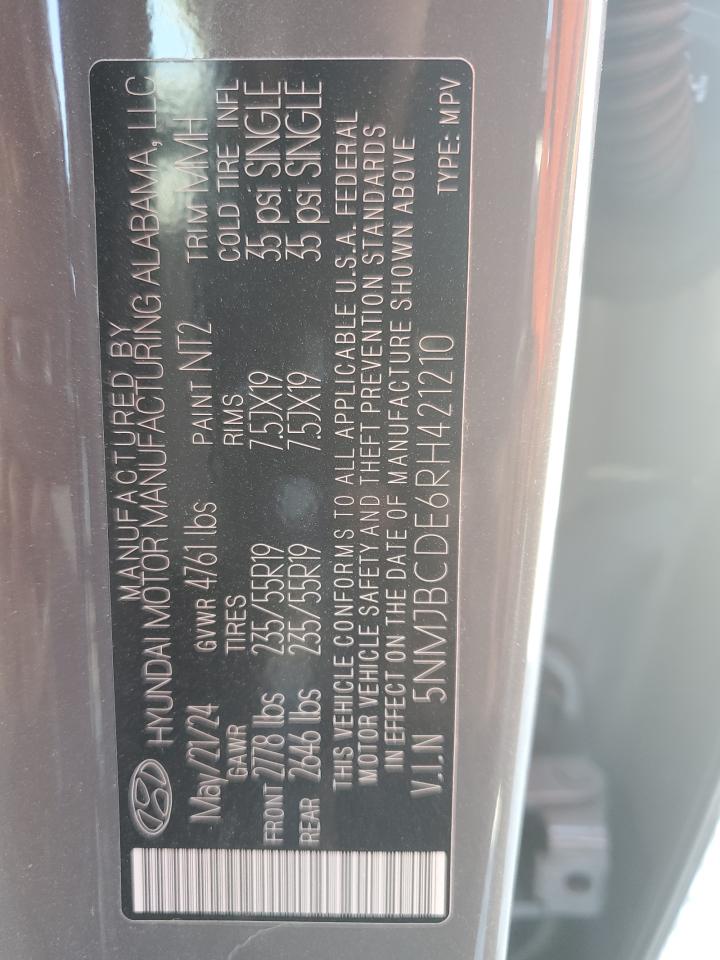 MANUFACTURED BY
HYUNDAI MOTOR MANUFACTURING ALABAMA, LLC
May/21/24 GVWR 4761 lbs PAINT NT2 TRIM MMH
GAWR TIRES RIMS COLD TIRE INFL
FRONT 2778 lbs 235/55R19 7.5JX19 35 psi SINGLE
REAR 2646 lbs 235/55R19 7.5JX19 35 psi SINGLE
THIS VEHICLE CONFORMS TO ALL APPLICABLE U.S.A. FEDERAL
MOTOR VEHICLE SAFETY AND THEFT PREVENTION STANDARDS
IN EFFECT ON THE DATE OF MANUFACTURE SHOWN ABOVE
V.I.N 5NMJBCDE6RH421210 TYPE: MPV